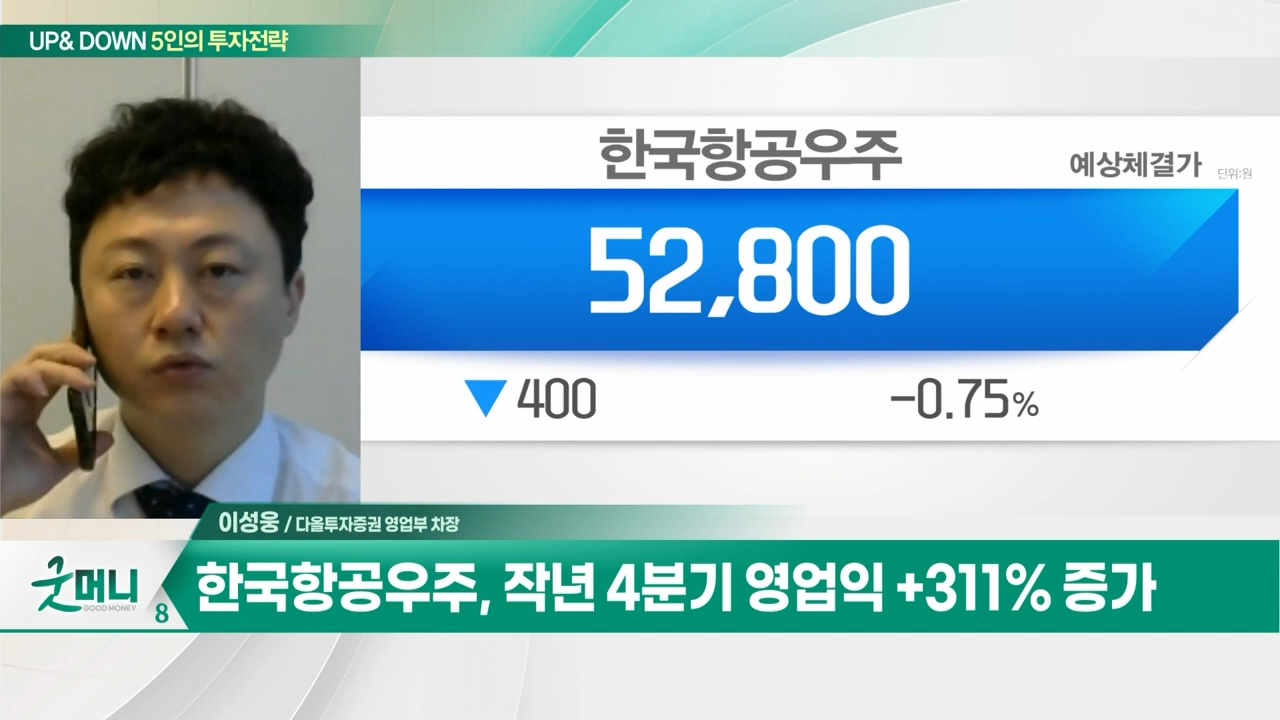 UP& DOWN 5인의 투자전략
한국항공우주
예상체결가
단위:원
52,800
▼400
-0.75%
이성웅 / 다올투자증권 영업부 차장
굿머니
GOOD MONEY
8
한국항공우주, 작년 4분기 영업익 +311% 증가